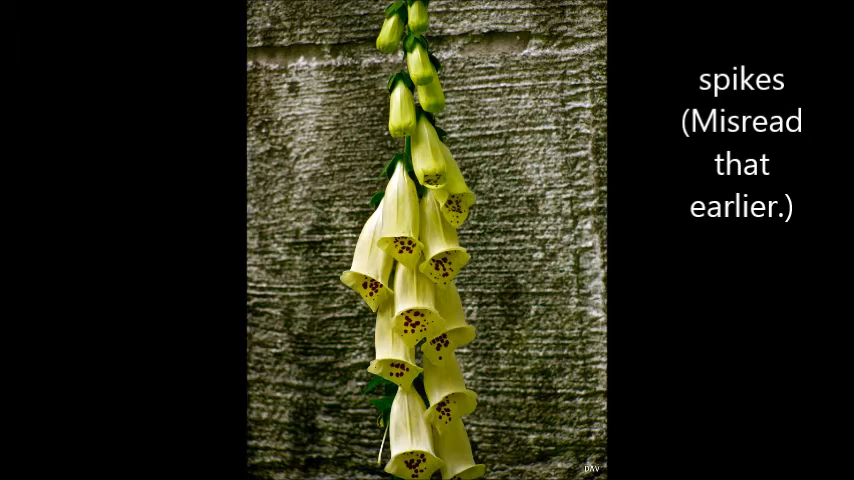 spikes
(Misread
that
earlier.)
DAV